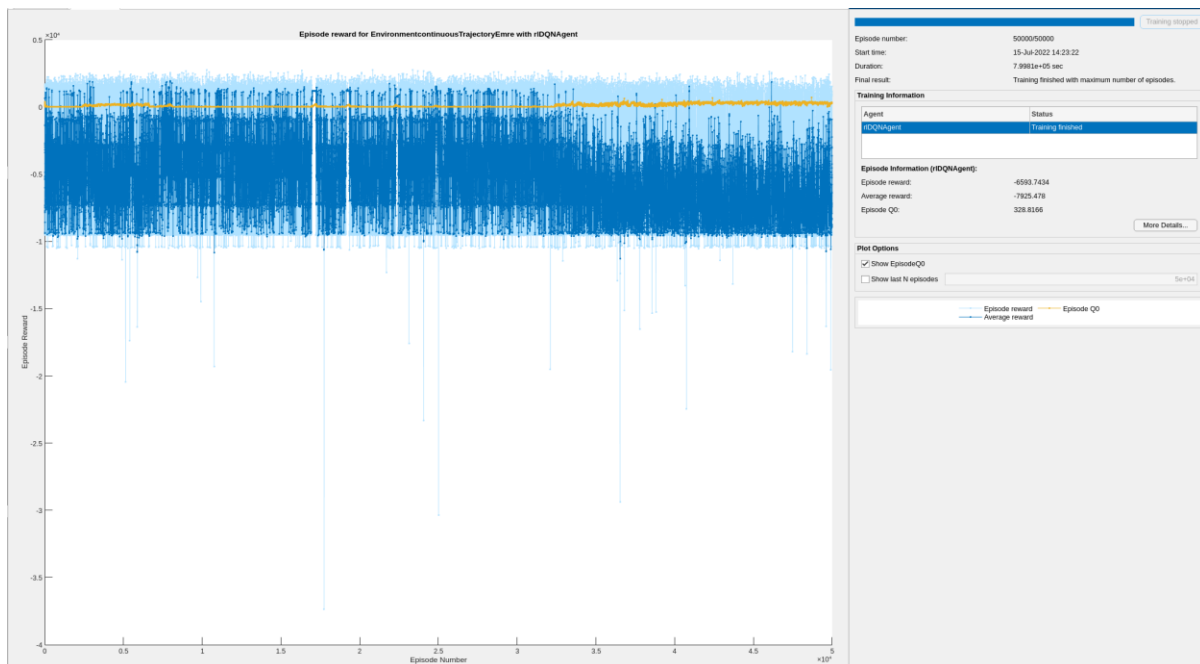 Episode reward for EnvironmentcontinuousTrajectoryEmre with rlDQNAgent
×10⁴
0.5
0
-0.5
-1
-1.5
-2
-2.5
-3
-3.5
-4
Episode Reward
0
0.5
1
1.5
2
2.5
3
3.5
4
4.5
5
×10⁴
Episode Number
Training stopped
Episode number: 50000/50000
Start time: 15-Jul-2022 14:23:22
Duration: 7.9981e+05 sec
Final result: Training finished with maximum number of episodes.
Training Information
Agent Status
rlDQNAgent Training finished
Episode Information (rlDQNAgent):
Episode reward: -6593.7434
Average reward: -7925.478
Episode Q0: 328.8166
More Details...
Plot Options
Show EpisodeQ0
Show last N episodes 5e+04
Episode reward Episode Q0
Average reward